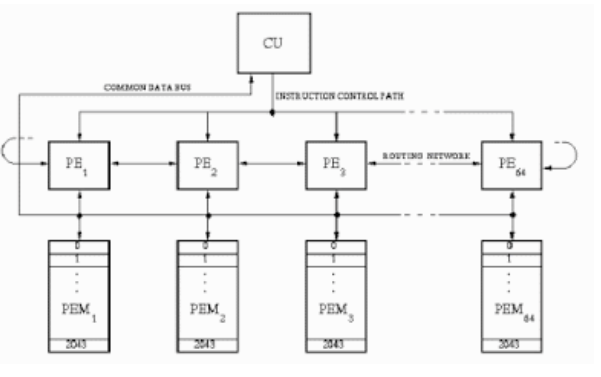 CU
COMMON DATA BUS
INSTRUCTION CONTROL PATH
PE1 PE2 PE3 ROUTING NETWORK PE64
0 0 0 0
1 1 1 1
PEM1 PEM2 PEM3 PEM64
2043 2043 2043 2043